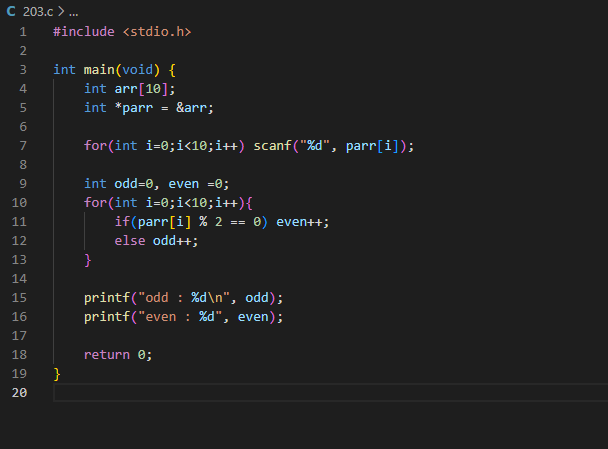 C 203.c > ...
1 #include <stdio.h>
2
3 int main(void) {
4     int arr[10];
5     int *parr = &arr;
6
7     for(int i=0;i<10;i++) scanf("%d", parr[i]);
8
9     int odd=0, even =0;
10     for(int i=0;i<10;i++){
11         if(parr[i] % 2 == 0) even++;
12         else odd++;
13     }
14
15     printf("odd : %d\n", odd);
16     printf("even : %d", even);
17
18     return 0;
19 }
20